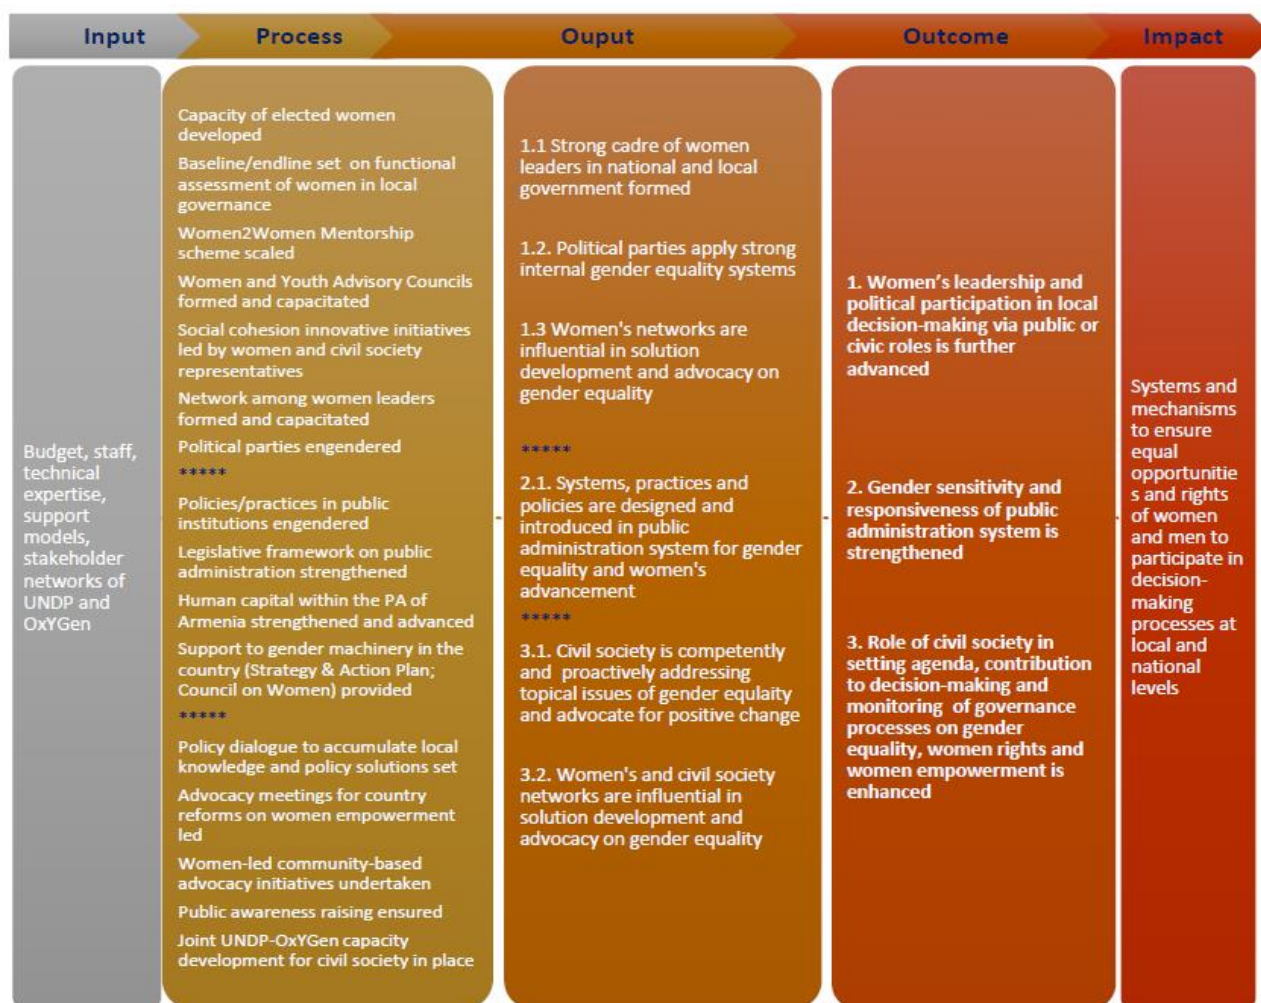 Input
Process
Ouput
Outcome
Impact
Budget, staff,
technical
expertise,
support
models,
stakeholder
networks of
UNDP and
OxYGen
Capacity of elected women
developed
Baseline/endline set on functional
assessment of women in local
governance
Women2Women Mentorship
scheme scaled
Women and Youth Advisory Councils
formed and capacitated
Social cohesion innovative initiatives
led by women and civil society
representatives
Network among women leaders
formed and capacitated
Political parties engendered
*****
Policies/practices in public
institutions engendered
Legislative framework on public
administration strengthened
Human capital within the PA of
Armenia strengthened and advanced
Support to gender machinery in the
country (Strategy & Action Plan;
Council on Women) provided
*****
Policy dialogue to accumulate local
knowledge and policy solutions set
Advocacy meetings for country
reforms on women empowerment
led
Women-led community-based
advocacy initiatives undertaken
Public awareness raising ensured
Joint UNDP-OxYGen capacity
development for civil society in place
1.1 Strong cadre of women
leaders in national and local
government formed
1.2. Political parties apply strong
internal gender equality systems
1.3 Women's networks are
influential in solution
development and advocacy on
gender equality
*****
2.1. Systems, practices and
policies are designed and
introduced in public
administration system for gender
equality and women's
advancement
*****
3.1. Civil society is competently
and proactively addressing
topical issues of gender equlaity
and advocate for positive change
3.2. Women's and civil society
networks are influential in
solution development and
advocacy on gender equality
1. Women’s leadership and
political participation in local
decision-making via public or
civic roles is further
advanced
2. Gender sensitivity and
responsiveness of public
administration system is
strengthened
3. Role of civil society in
setting agenda, contribution
to decision-making and
monitoring of governance
processes on gender
equality, women rights and
women empowerment is
enhanced
Systems and
mechanisms
to ensure
equal
opportunitie
s and rights
of women
and men to
participate in
decision-
making
processes at
local and
national
levels